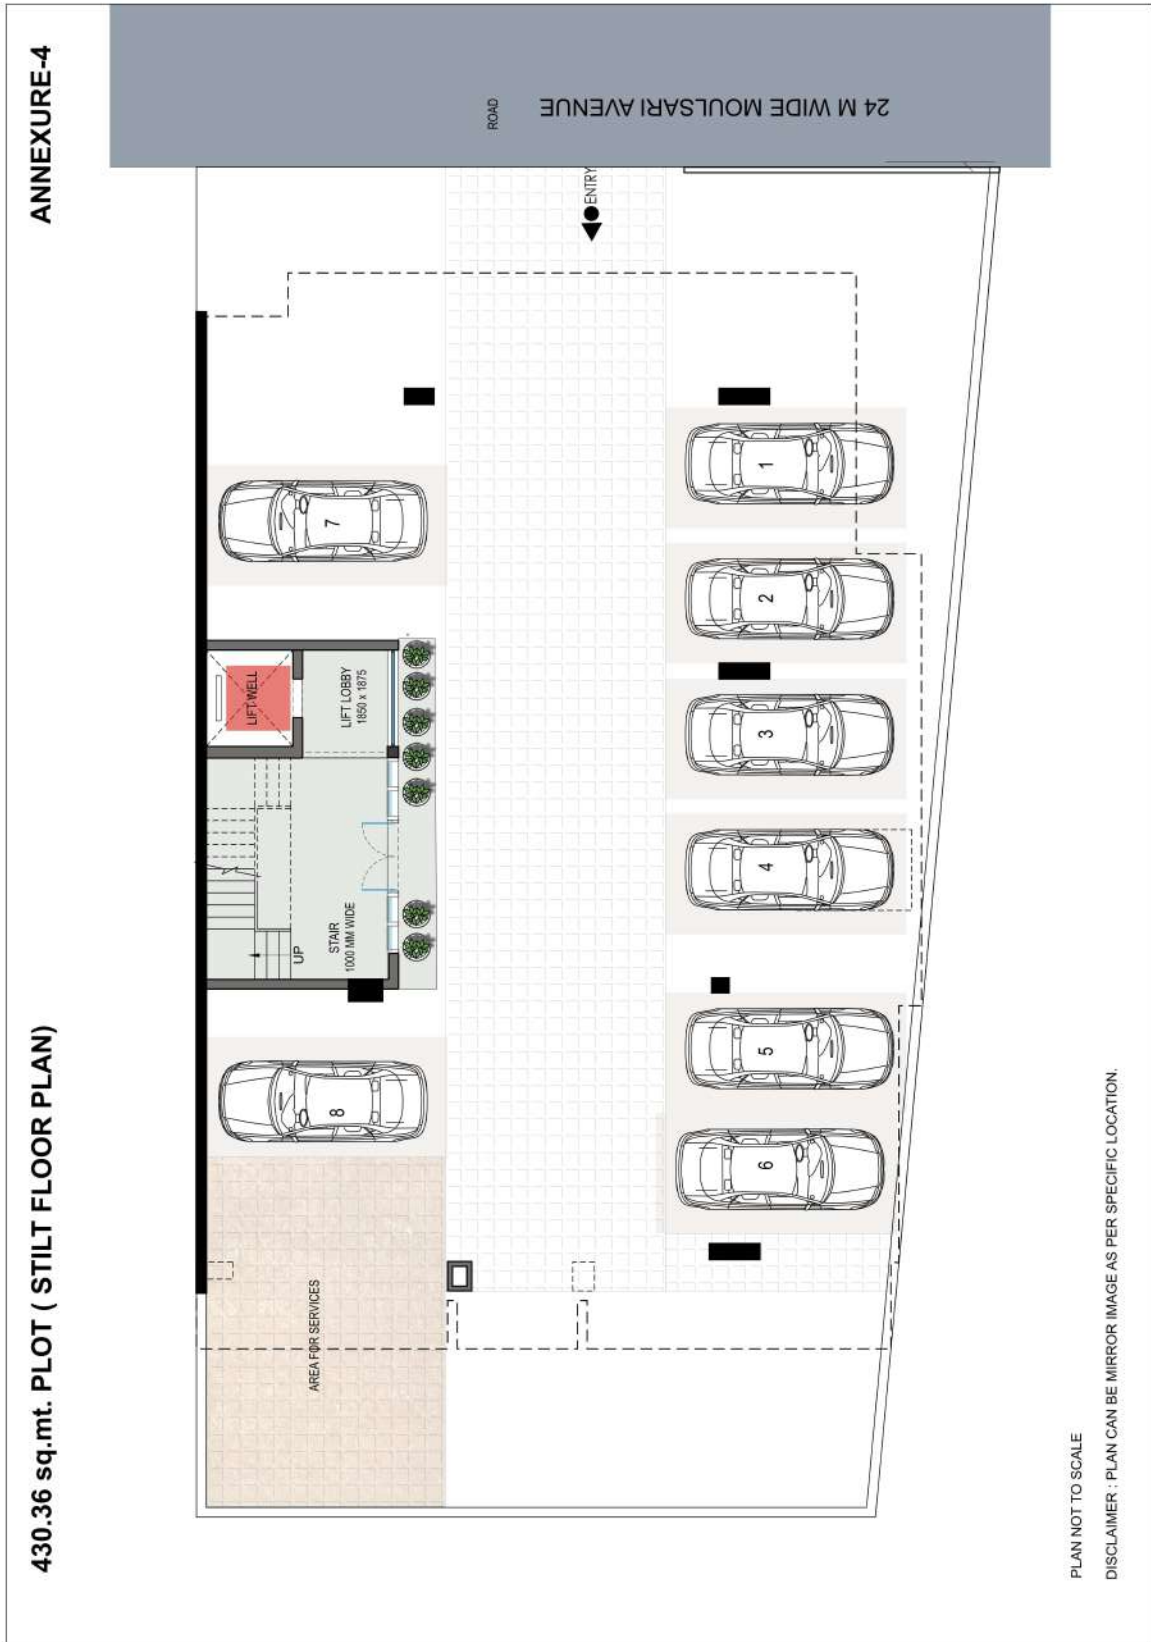 430.36 sq.mt. PLOT ( STILT FLOOR PLAN)
ANNEXURE-4
ROAD
24 M WIDE MOULSARI AVENUE
ENTRY
7
1
2
LIFT WELL
LIFT LOBBY
1850 x 1875
3
4
UP
STAIR
1000 MM WIDE
5
8
6
AREA FOR SERVICES
PLAN NOT TO SCALE
DISCLAIMER : PLAN CAN BE MIRROR IMAGE AS PER SPECIFIC LOCATION.